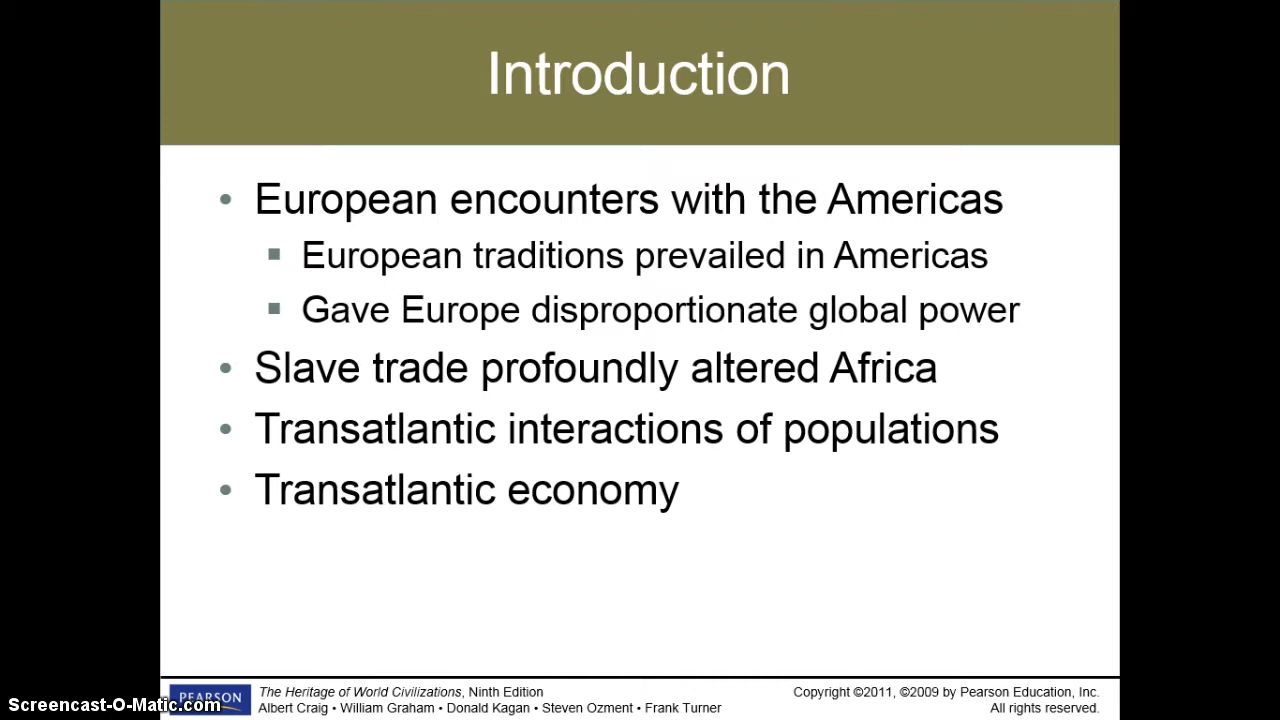 Introduction
• European encounters with the Americas
▪ European traditions prevailed in Americas
▪ Gave Europe disproportionate global power
• Slave trade profoundly altered Africa
• Transatlantic interactions of populations
• Transatlantic economy
PEARSON
The Heritage of World Civilizations, Ninth Edition
Albert Craig • William Graham • Donald Kagan • Steven Ozment • Frank Turner
Copyright ©2011, ©2009 by Pearson Education, Inc.
All rights reserved.
Screencast-O-Matic.com